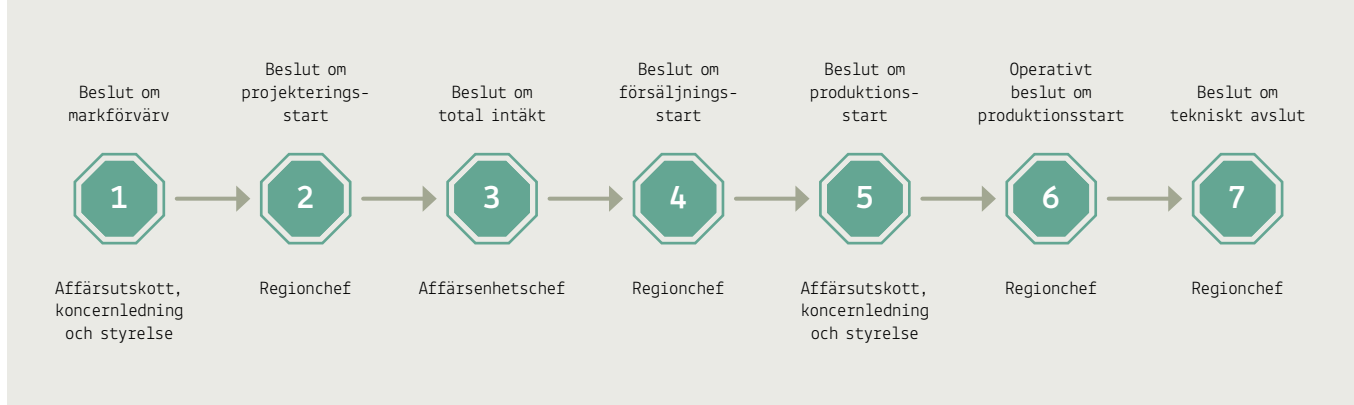 Beslut om
markförvärv
Beslut om
projekterings-
start
Beslut om
total intäkt
Beslut om
försäljnings-
start
Beslut om
produktions-
start
Operativt
beslut om
produktionsstart
Beslut om
tekniskt avslut
1
2
3
4
5
6
7
Affärsutskott,
koncernledning
och styrelse
Regionchef
Affärsenhetschef
Regionchef
Affärsutskott,
koncernledning
och styrelse
Regionchef
Regionchef